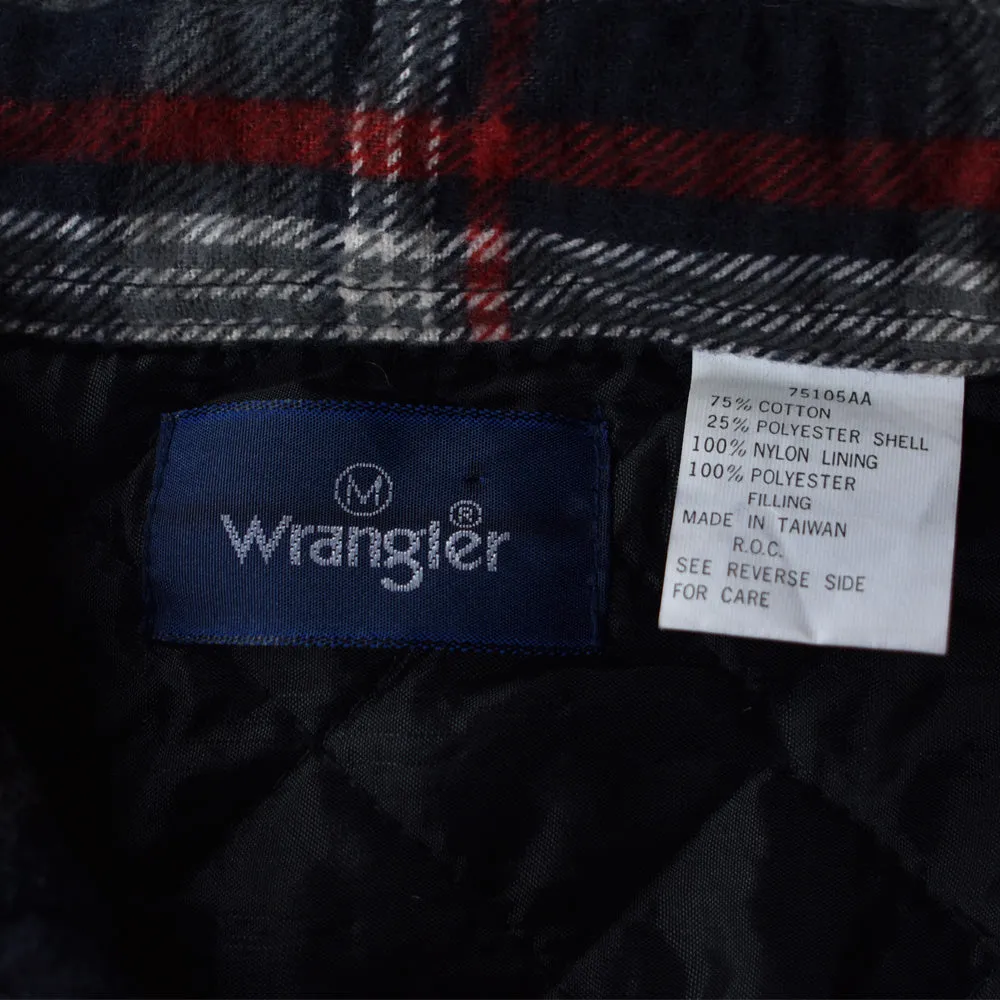 M
Wrangler®
75105AA
75% COTTON
25% POLYESTER SHELL
100% NYLON LINING
100% POLYESTER
FILLING
MADE IN TAIWAN
R.O.C.
SEE REVERSE SIDE
FOR CARE